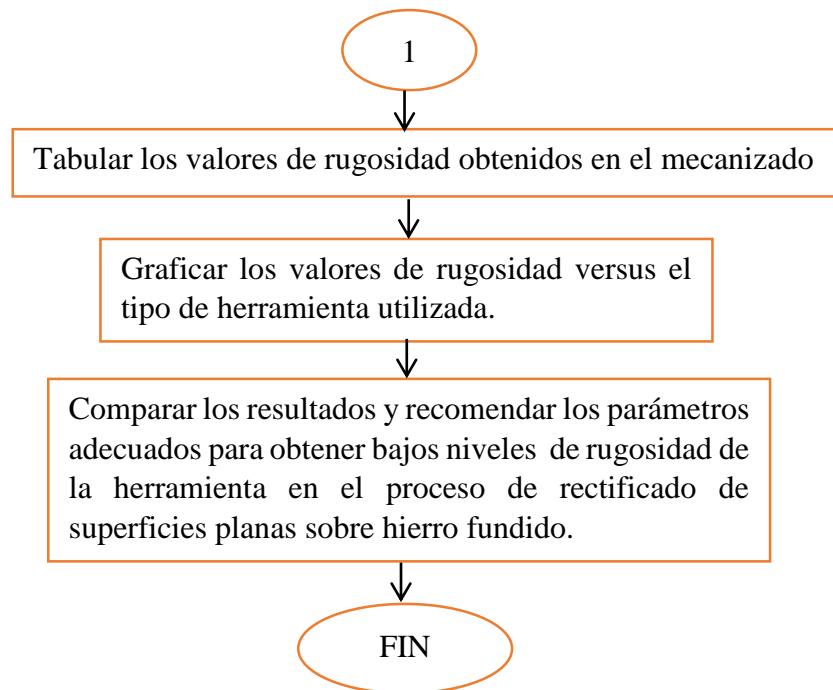 1
Tabular los valores de rugosidad obtenidos en el mecanizado
Graficar los valores de rugosidad versus el
tipo de herramienta utilizada.
Comparar los resultados y recomendar los parámetros
adecuados para obtener bajos niveles de rugosidad de
la herramienta en el proceso de rectificado de
superficies planas sobre hierro fundido.
FIN